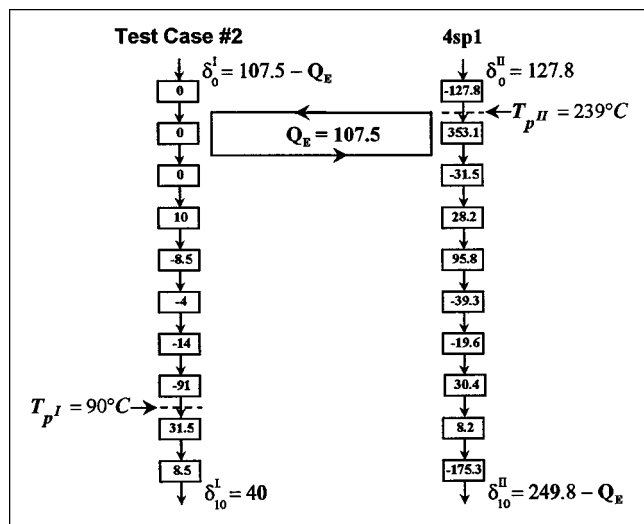 Test Case #2
4sp1
δ₀ᴵ = 107.5 – Q_E
δ₀ᴵᴵ = 127.8
0
-127.8
T_pᴵᴵ = 239°C
0
Q_E = 107.5
353.1
0
-31.5
10
28.2
-8.5
95.8
-4
-39.3
-14
-19.6
-91
30.4
T_pᴵ = 90°C
31.5
8.2
8.5
-175.3
δ₁₀ᴵ = 40
δ₁₀ᴵᴵ = 249.8 – Q_E